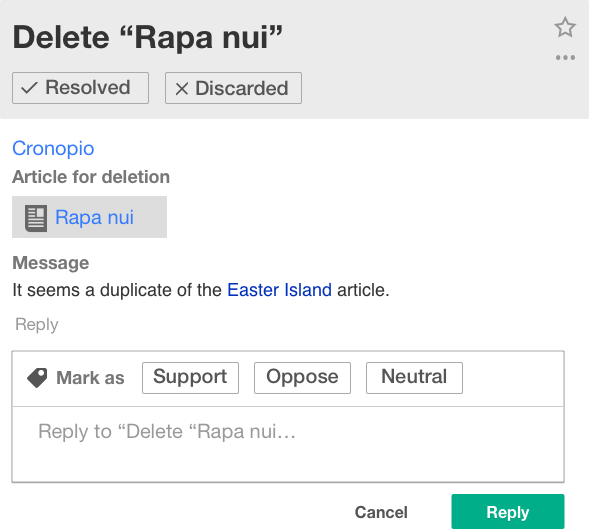 Delete “Rapa nui”
Resolved
Discarded
Cronopio
Article for deletion
Rapa nui
Message
It seems a duplicate of the Easter Island article.
Reply
Mark as Support Oppose Neutral
Reply to “Delete “Rapa nui…
Cancel Reply